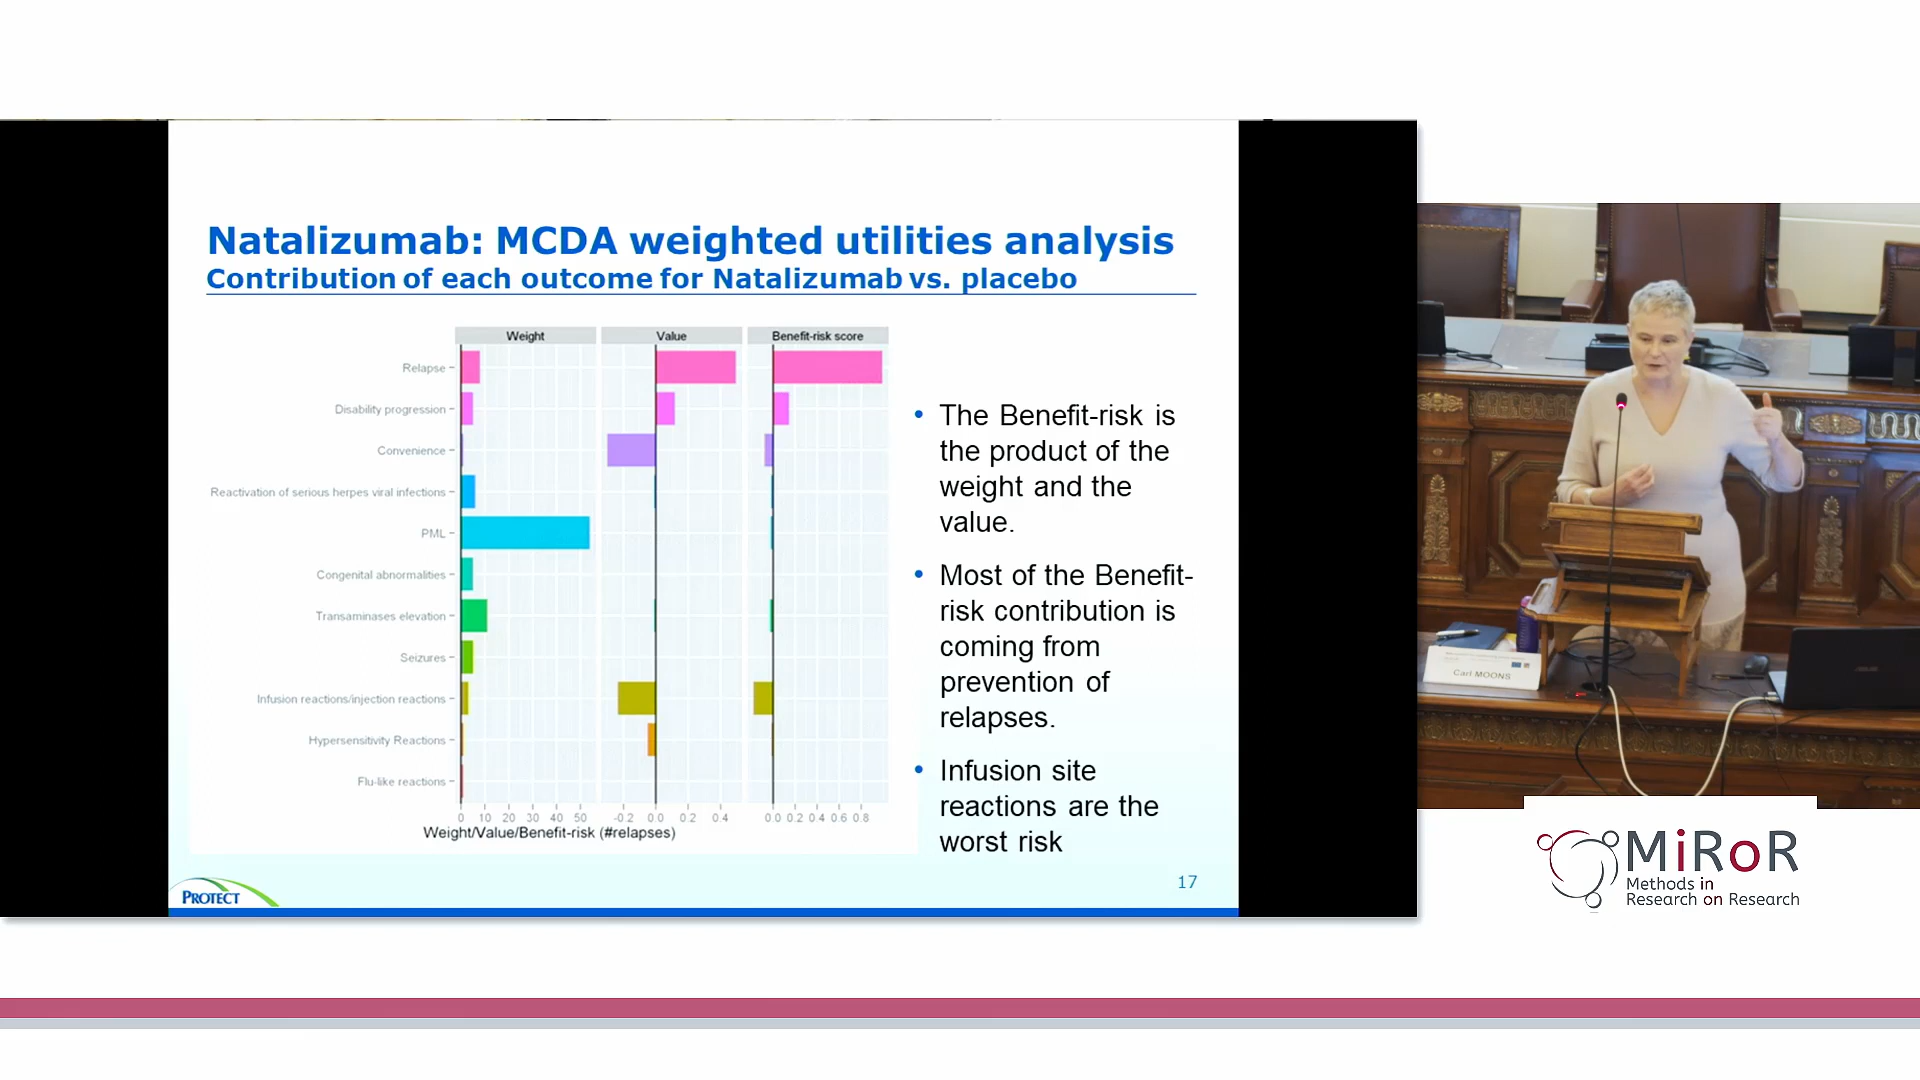 Natalizumab: MCDA weighted utilities analysis
Contribution of each outcome for Natalizumab vs. placebo
Weight
Value
Benefit-risk score
Relapse
Disability progression
Convenience
Reactivation of serious herpes viral infections
PML
Congenital abnormalities
Transaminases elevation
Seizures
Infusion reactions/injection reactions
Hypersensitivity Reactions
Flu-like reactions
0 10 20 30 40 50
-0.2 0.0 0.2 0.4
0.0 0.2 0.4 0.6 0.8
Weight/Value/Benefit-risk (#relapses)
• The Benefit-risk is
the product of the
weight and the
value.
• Most of the Benefit-
risk contribution is
coming from
prevention of
relapses.
• Infusion site
reactions are the
worst risk
17
PROTECT
Carl MOONS
MiRoR
Methods in
Research on Research